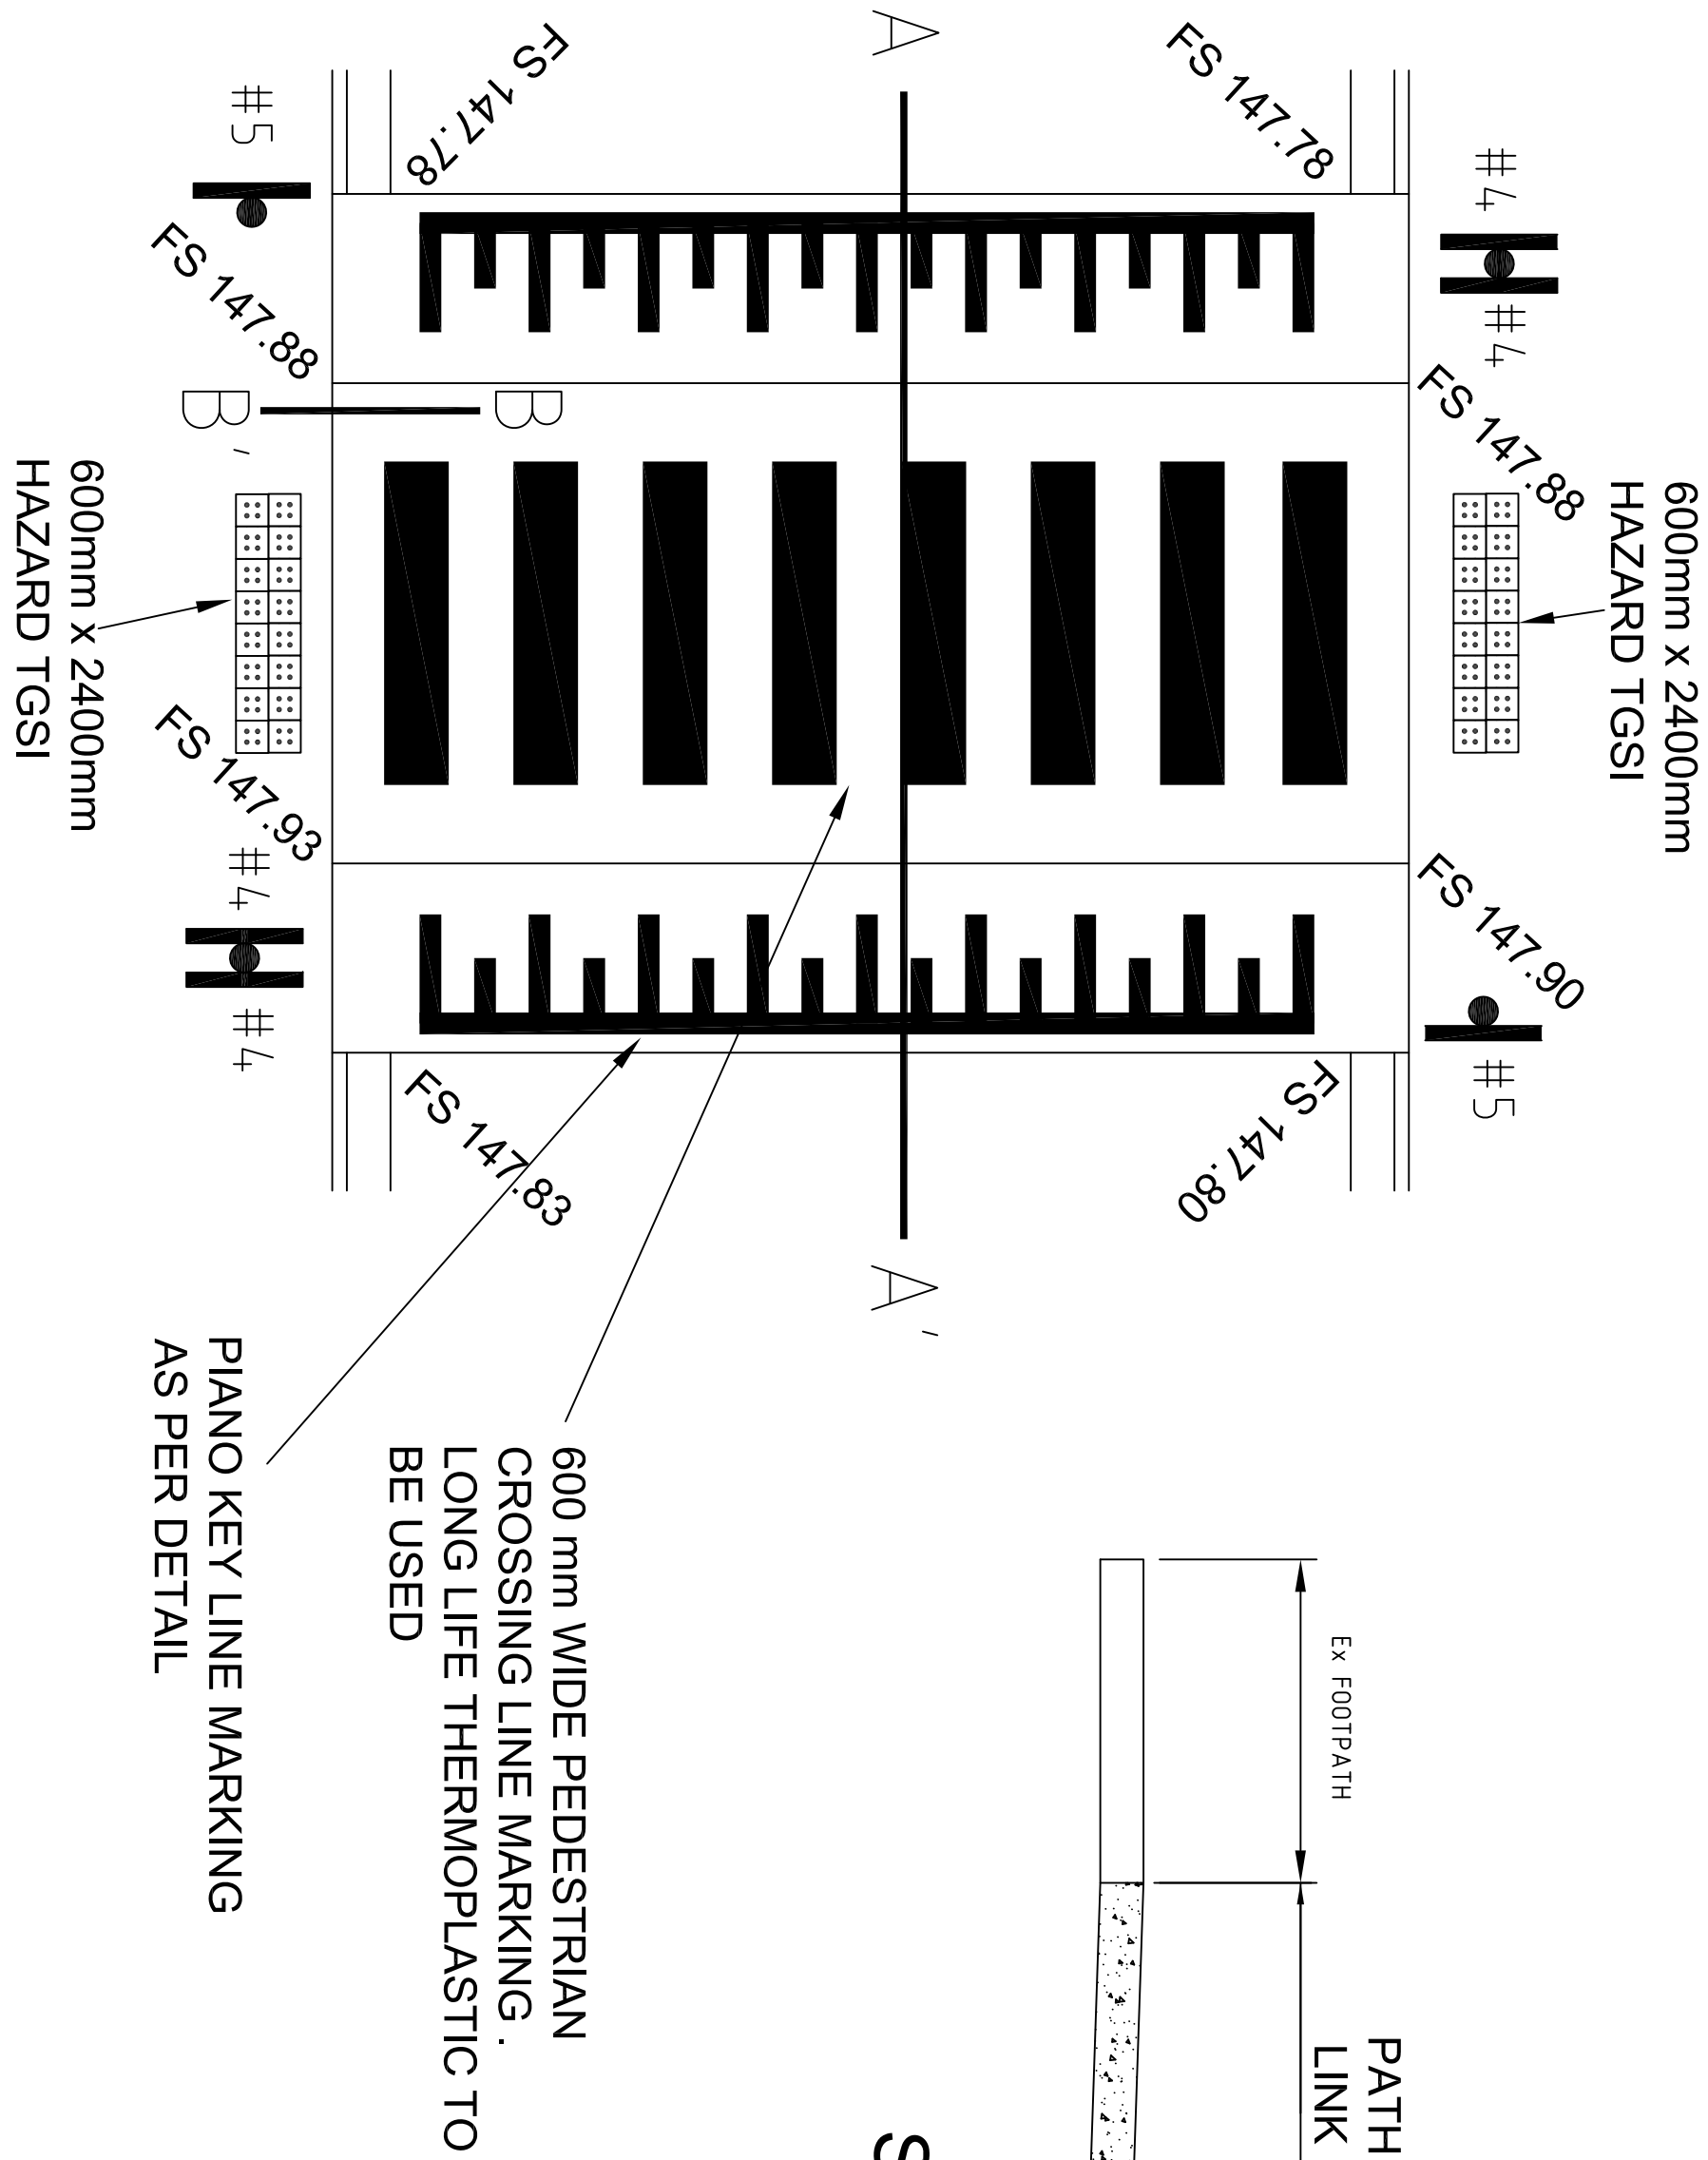 600mm x 2400mm
HAZARD TGSI
#4
#4
#5
FS 147.88
FS 147.90
FS 147.78
FS 147.80
A
A'
FS 147.78
FS 147.83
B
B'
#5
FS 147.88
FS 147.93
#4
#4
600mm x 2400mm
HAZARD TGSI
600 mm WIDE PEDESTRIAN
CROSSING LINE MARKING .
LONG LIFE THERMOPLASTIC TO
BE USED
PIANO KEY LINE MARKING
AS PER DETAIL
Ex FOOTPATH
PATH
LINK
S